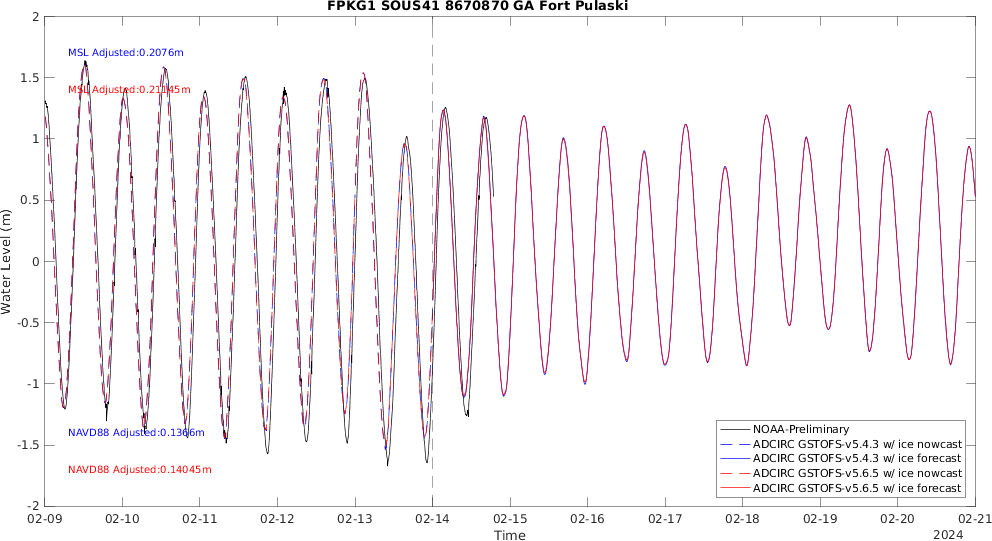 FPKG1 SOUS41 8670870 GA Fort Pulaski
2
1.5
1
0.5
0
-0.5
-1
-1.5
-2
Water Level (m)
MSL Adjusted:0.2076m
MSL Adjusted:0.21145m
NAVD88 Adjusted:0.1366m
NAVD88 Adjusted:0.14045m
NOAA-Preliminary
ADCIRC GSTOFS-v5.4.3 w/ ice nowcast
ADCIRC GSTOFS-v5.4.3 w/ ice forecast
ADCIRC GSTOFS-v5.6.5 w/ ice nowcast
ADCIRC GSTOFS-v5.6.5 w/ ice forecast
02-09 02-10 02-11 02-12 02-13 02-14 02-15 02-16 02-17 02-18 02-19 02-20 02-21
Time
2024